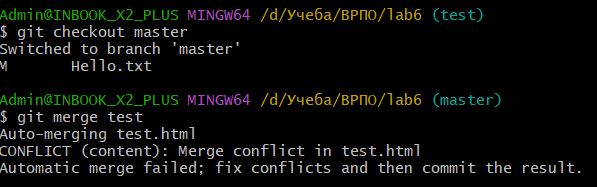 Admin@INBOOK_X2_PLUS MINGW64 /d/Учеба/ВРПО/lab6 (test)
$ git checkout master
Switched to branch 'master'
M       Hello.txt
Admin@INBOOK_X2_PLUS MINGW64 /d/Учеба/ВРПО/lab6 (master)
$ git merge test
Auto-merging test.html
CONFLICT (content): Merge conflict in test.html
Automatic merge failed; fix conflicts and then commit the result.